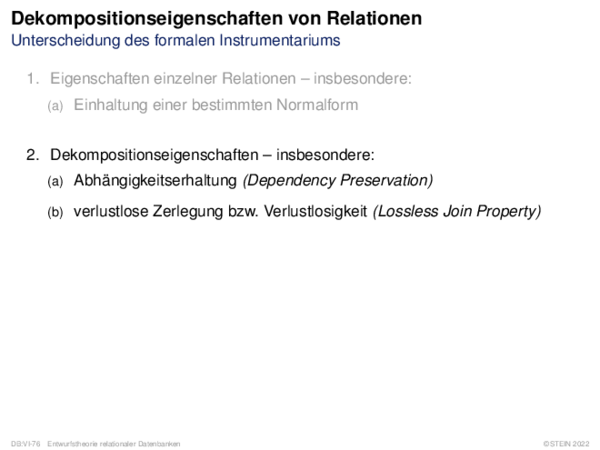 Dekompositionseigenschaften von Relationen
Unterscheidung des formalen Instrumentariums
1. Eigenschaften einzelner Relationen – insbesondere:
(a) Einhaltung einer bestimmten Normalform
2. Dekompositionseigenschaften – insbesondere:
(a) Abhängigkeitserhaltung (Dependency Preservation)
(b) verlustlose Zerlegung bzw. Verlustlosigkeit (Lossless Join Property)
DB:VI-76 Entwurfstheorie relationaler Datenbanken ©STEIN 2022